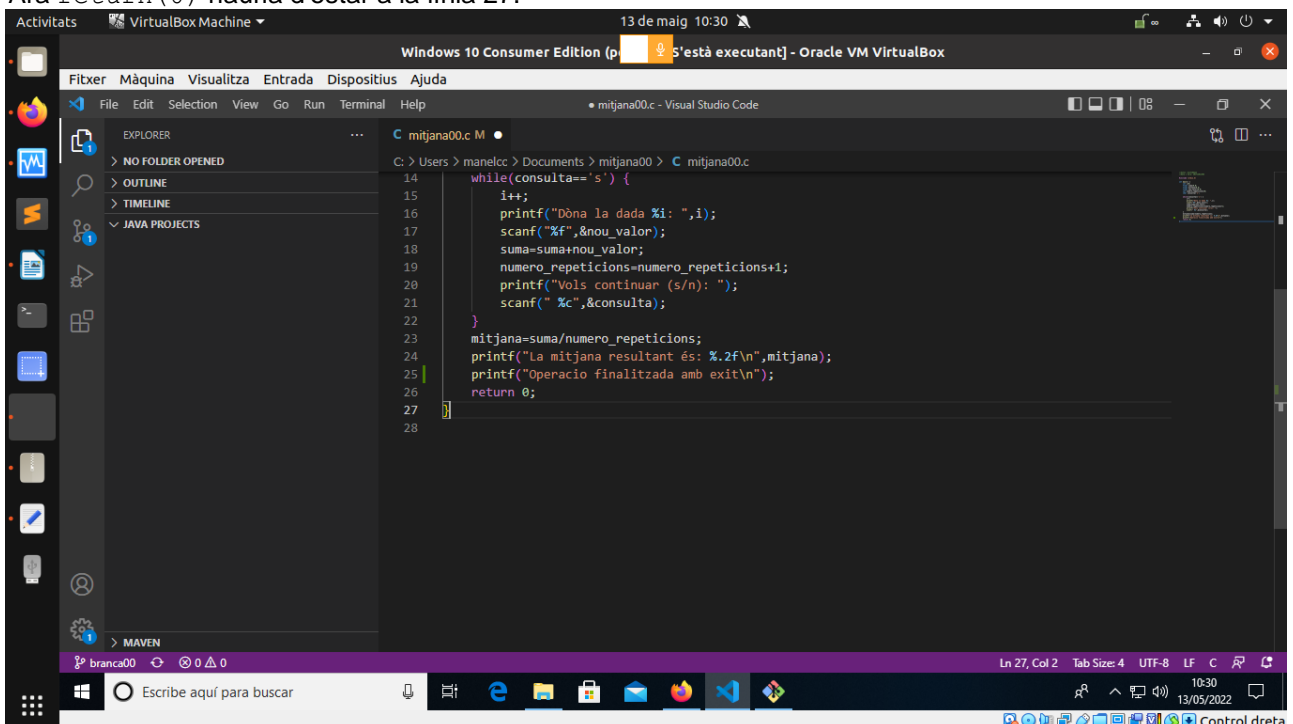 Ara return(0) hauria d'estar a la línia 27.
Activitats VirtualBox Machine 13 de maig 10:30
Windows 10 Consumer Edition (p S'està executant] - Oracle VM VirtualBox
Fitxer Màquina Visualitza Entrada Dispositius Ajuda
File Edit Selection View Go Run Terminal Help ● mitjana00.c - Visual Studio Code
EXPLORER ... C mitjana00.c M ●
> NO FOLDER OPENED C: > Users > manelcc > Documents > mitjana00 > C mitjana00.c
> OUTLINE
> TIMELINE
∨ JAVA PROJECTS
14 while(consulta=='s') {
15 i++;
16 printf("Dòna la dada %i: ",i);
17 scanf("%f",&nou_valor);
18 suma=suma+nou_valor;
19 numero_repeticions=numero_repeticions+1;
20 printf("Vols continuar (s/n): ");
21 scanf(" %c",&consulta);
22 }
23 mitjana=suma/numero_repeticions;
24 printf("La mitjana resultant és: %.2f\n",mitjana);
25 printf("Operacio finalitzada amb exit\n");
26 return 0;
27 }
28
> MAVEN
branca00 0 0 Ln 27, Col 2 Tab Size: 4 UTF-8 LF C
Escribe aquí para buscar 10:30
13/05/2022
Control dreta